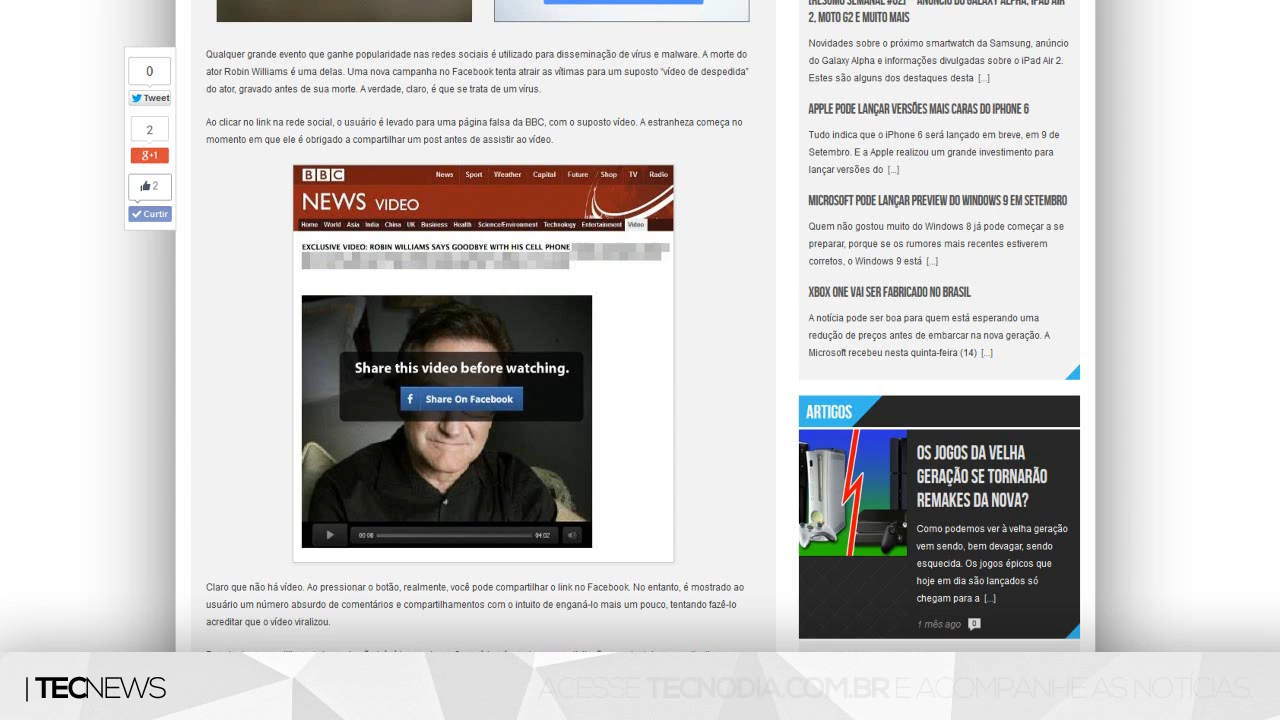 Qualquer grande evento que ganhe popularidade nas redes sociais é utilizado para disseminação de vírus e malware. A morte do
ator Robin Williams é uma delas. Uma nova campanha no Facebook tenta atrair as vítimas para um suposto “vídeo de despedida”
do ator, gravado antes de sua morte. A verdade, claro, é que se trata de um vírus.
Ao clicar no link na rede social, o usuário é levado para uma página falsa da BBC, com o suposto vídeo. A estranheza começa no
momento em que ele é obrigado a compartilhar um post antes de assistir ao vídeo.
0
Tweet
2
g+1
2
Curtir
BBC
News Sport Weather Capital Future Shop TV Radio
NEWS VIDEO
Home World Asia India China UK Business Health Science/Environment Technology Entertainment Video
EXCLUSIVE VIDEO: ROBIN WILLIAMS SAYS GOODBYE WITH HIS CELL PHONE
Share this video before watching.
f Share On Facebook
00:00 04:02
Claro que não há vídeo. Ao pressionar o botão, realmente, você pode compartilhar o link no Facebook. No entanto, é mostrado ao
usuário um número absurdo de comentários e compartilhamentos com o intuito de enganá-lo mais um pouco, tentando fazê-lo
acreditar que o vídeo viralizou.
[RESUMO SEMANAL #62] – ANÚNCIO DO GALAXY ALPHA, IPAD AIR
2, MOTO G2 E MUITO MAIS
Novidades sobre o próximo smartwatch da Samsung, anúncio
do Galaxy Alpha e informações divulgadas sobre o iPad Air 2.
Estes são alguns dos destaques desta [...]
APPLE PODE LANÇAR VERSÕES MAIS CARAS DO IPHONE 6
Tudo indica que o iPhone 6 será lançado em breve, em 9 de
Setembro. E a Apple realizou um grande investimento para
lançar versões do [...]
MICROSOFT PODE LANÇAR PREVIEW DO WINDOWS 9 EM SETEMBRO
Quem não gostou muito do Windows 8 já pode começar a se
preparar, porque se os rumores mais recentes estiverem
corretos, o Windows 9 está [...]
XBOX ONE VAI SER FABRICADO NO BRASIL
A notícia pode ser boa para quem está esperando uma
redução de preços antes de embarcar na nova geração. A
Microsoft recebeu nesta quinta-feira (14) [...]
ARTIGOS
OS JOGOS DA VELHA
GERAÇÃO SE TORNARÃO
REMAKES DA NOVA?
Como podemos ver à velha geração
vem sendo, bem devagar, sendo
esquecida. Os jogos épicos que
hoje em dia são lançados só
chegam para a [...]
1 mês ago 0
| TECNEWS
ACESSE TECNODIA.COM.BR E ACOMPANHE AS NOTÍCIAS.